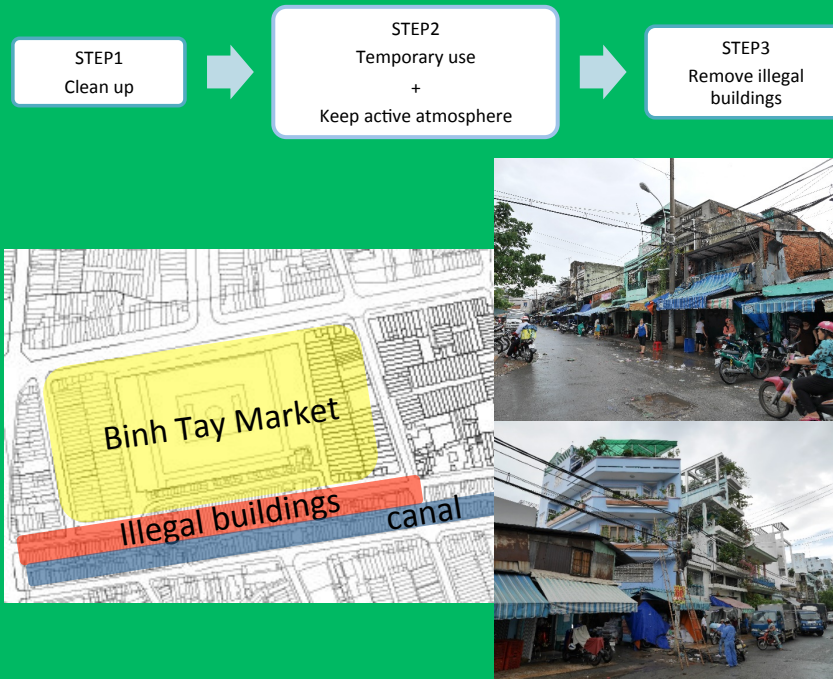 STEP1
Clean up
STEP2
Temporary use
+
Keep active atmosphere
STEP3
Remove illegal
buildings
Binh Tay Market
Illegal buildings
canal